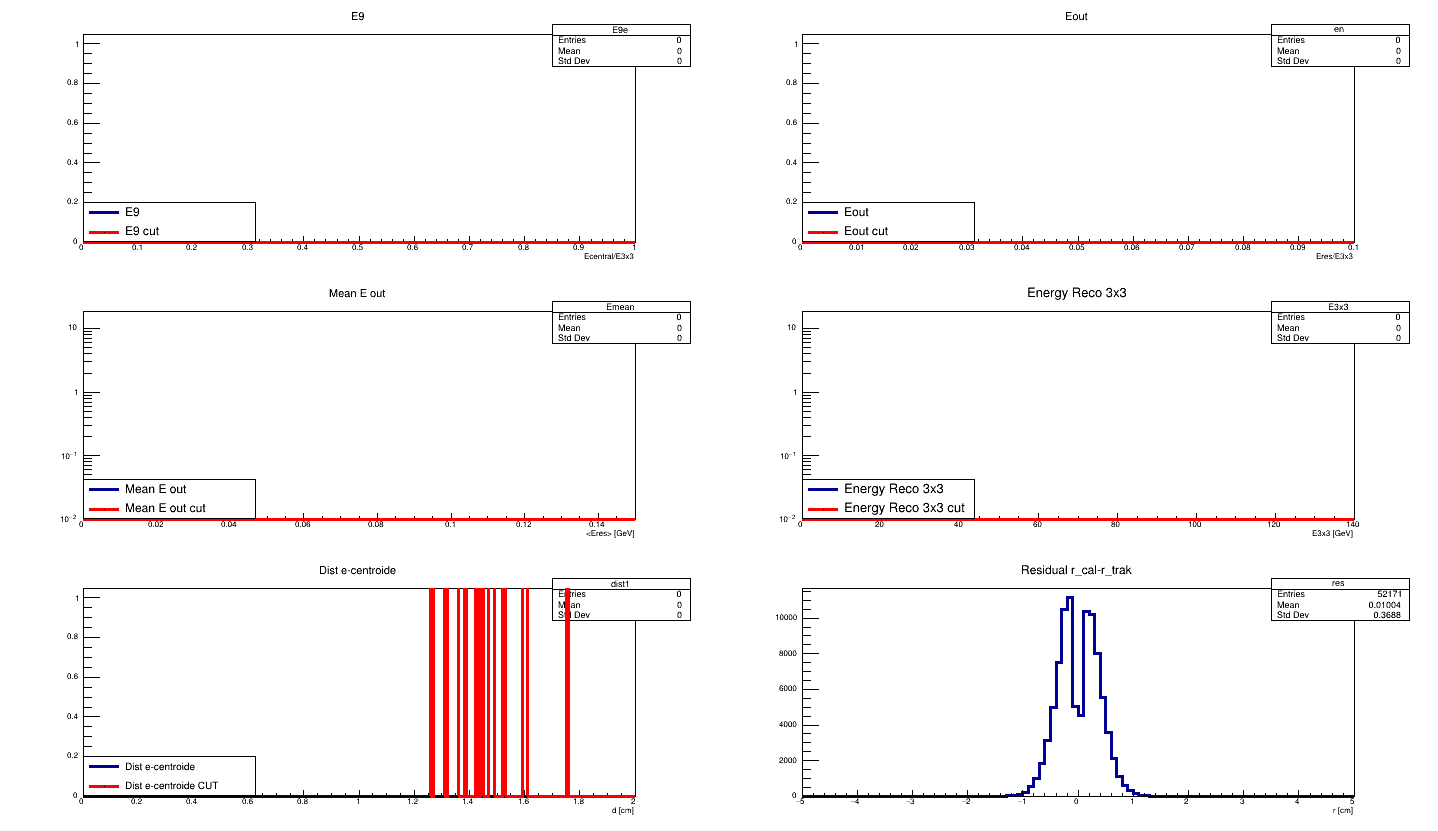 E9
E9e
Entries 0
Mean 0
Std Dev 0
1
0.8
0.6
0.4
0.2
0
E9
E9 cut
0 0.1 0.2 0.3 0.4 0.5 0.6 0.7 0.8 0.9 1
Ecentral/E3x3
Eout
en
Entries 0
Mean 0
Std Dev 0
1
0.8
0.6
0.4
0.2
0
Eout
Eout cut
0 0.01 0.02 0.03 0.04 0.05 0.06 0.07 0.08 0.09 0.1
Eres/E3x3
Mean E out
Emean
Entries 0
Mean 0
Std Dev 0
10
1
10−1
10−2
Mean E out
Mean E out cut
0 0.02 0.04 0.06 0.08 0.1 0.12 0.14
<Eres> [GeV]
Energy Reco 3x3
E3x3
Entries 0
Mean 0
Std Dev 0
10
1
10−1
10−2
Energy Reco 3x3
Energy Reco 3x3 cut
0 20 40 60 80 100 120 140
E3x3 [GeV]
Dist e-centroide
dist1
Entries 0
Mean 0
Std Dev 0
1
0.8
0.6
0.4
0.2
0
Dist e-centroide
Dist e-centroide CUT
0 0.2 0.4 0.6 0.8 1 1.2 1.4 1.6 1.8 2
d [cm]
Residual r_cal-r_trak
res
Entries 52171
Mean 0.01004
Std Dev 0.3688
10000
8000
6000
4000
2000
0
−5 −4 −3 −2 −1 0 1 2 3 4 5
r [cm]